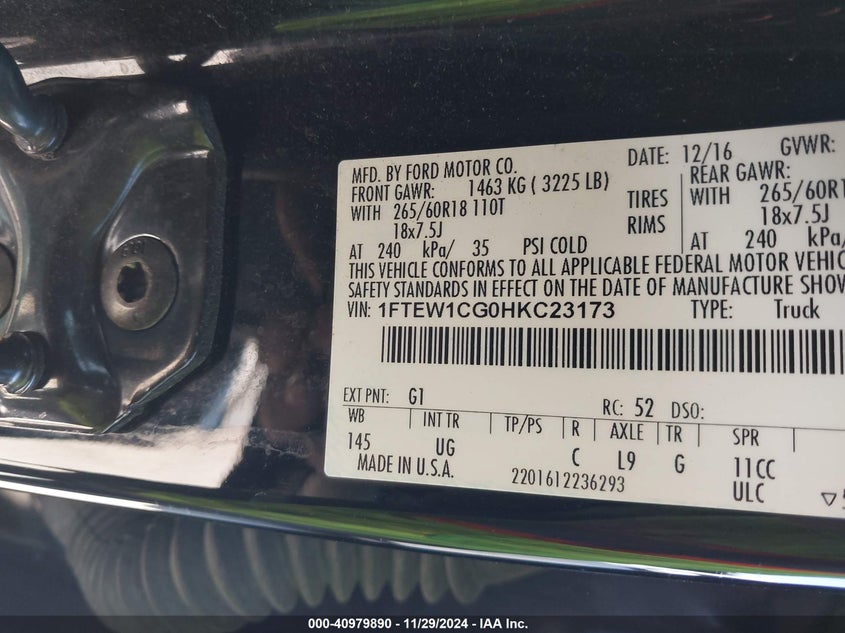 MFD. BY FORD MOTOR CO.
DATE: 12/16
GVWR:
FRONT GAWR: 1463 KG ( 3225 LB)
REAR GAWR:
WITH 265/60R18 110T TIRES
WITH 265/60R1
18x7.5J RIMS
18x7.5J
AT 240 kPa/ 35 PSI COLD
AT 240 kPa/
THIS VEHICLE CONFORMS TO ALL APPLICABLE FEDERAL MOTOR
SAFETY STANDARDS IN EFFECT ON THE DATE OF MANUFACTURE
VIN: 1FTEW1CG0HKC23173
TYPE: Truck
EXT PNT: G1
RC: 52 DSO:
WB INT TR TP/PS R AXLE TR SPR
145 UG C L9 G 11CC
MADE IN U.S.A.
2201612236293
ULC
000-40979890 - 11/29/2024 - IAA Inc.